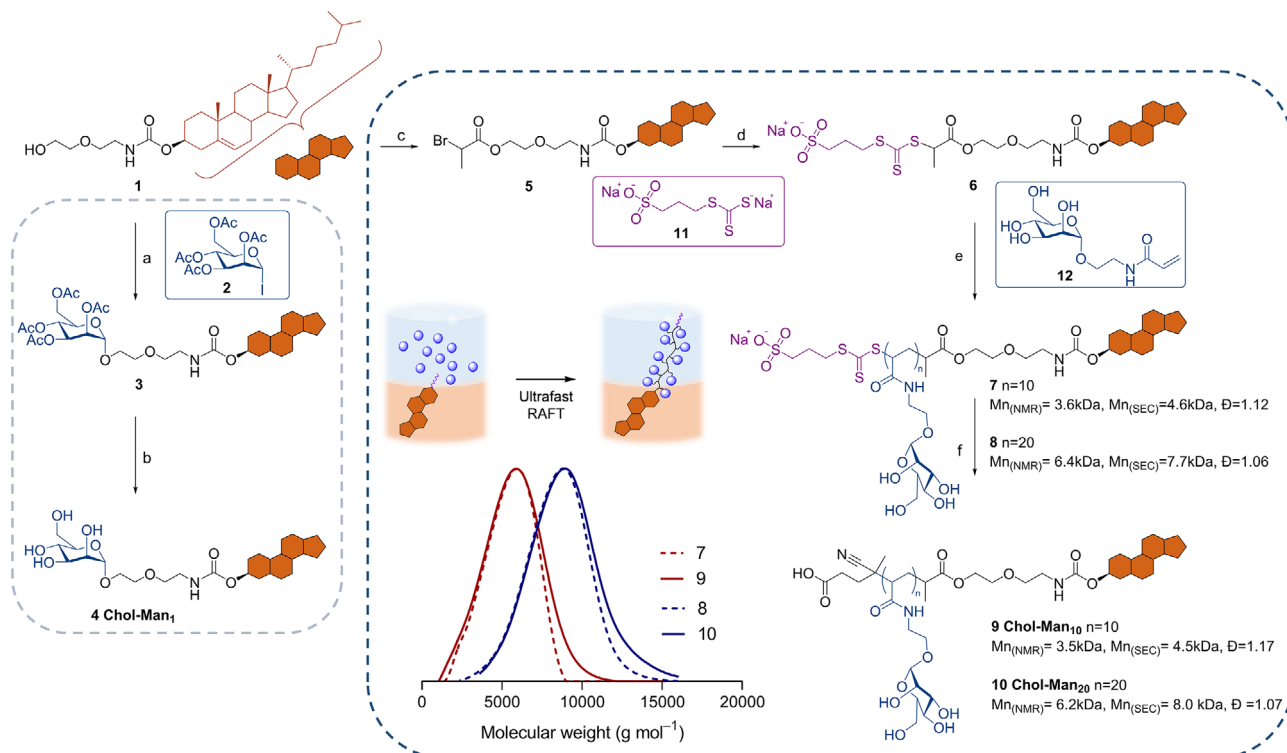 HO
O
N
H
O
O
1
c
Br
O
O
O
N
H
O
O
5
d
Na+
-O
S
O
O
S
S
S
O
O
O
N
H
O
O
6
Na+
-O
S
O
O
S
S-Na+
S
11
a
OAc
OAc
AcO
AcO
O
I
2
e
HO
OH
HO
HO
O
O
N
H
O
12
OAc
OAc
AcO
AcO
O
O
O
N
H
O
O
3
Na+
-O
S
O
O
S
S
S
n
O
O
O
N
H
O
O
O
NH
O
O
HO
HO
OH
HO
Ultrafast
RAFT
7 n=10
Mn(NMR)= 3.6kDa, Mn(SEC)=4.6kDa, Đ=1.12
8 n=20
Mn(NMR)= 6.4kDa, Mn(SEC)=7.7kDa, Đ=1.06
f
b
HO
OH
HO
HO
O
O
O
N
H
O
O
4 Chol-Man1
7
9
8
10
0
5000
10000
15000
20000
Molecular weight (g mol−1)
N
HO
O
n
O
O
O
N
H
O
O
O
NH
O
O
HO
HO
OH
HO
9 Chol-Man10 n=10
Mn(NMR)= 3.5kDa, Mn(SEC)= 4.5kDa, Đ=1.17
10 Chol-Man20 n=20
Mn(NMR)= 6.2kDa, Mn(SEC)= 8.0 kDa, Đ =1.07